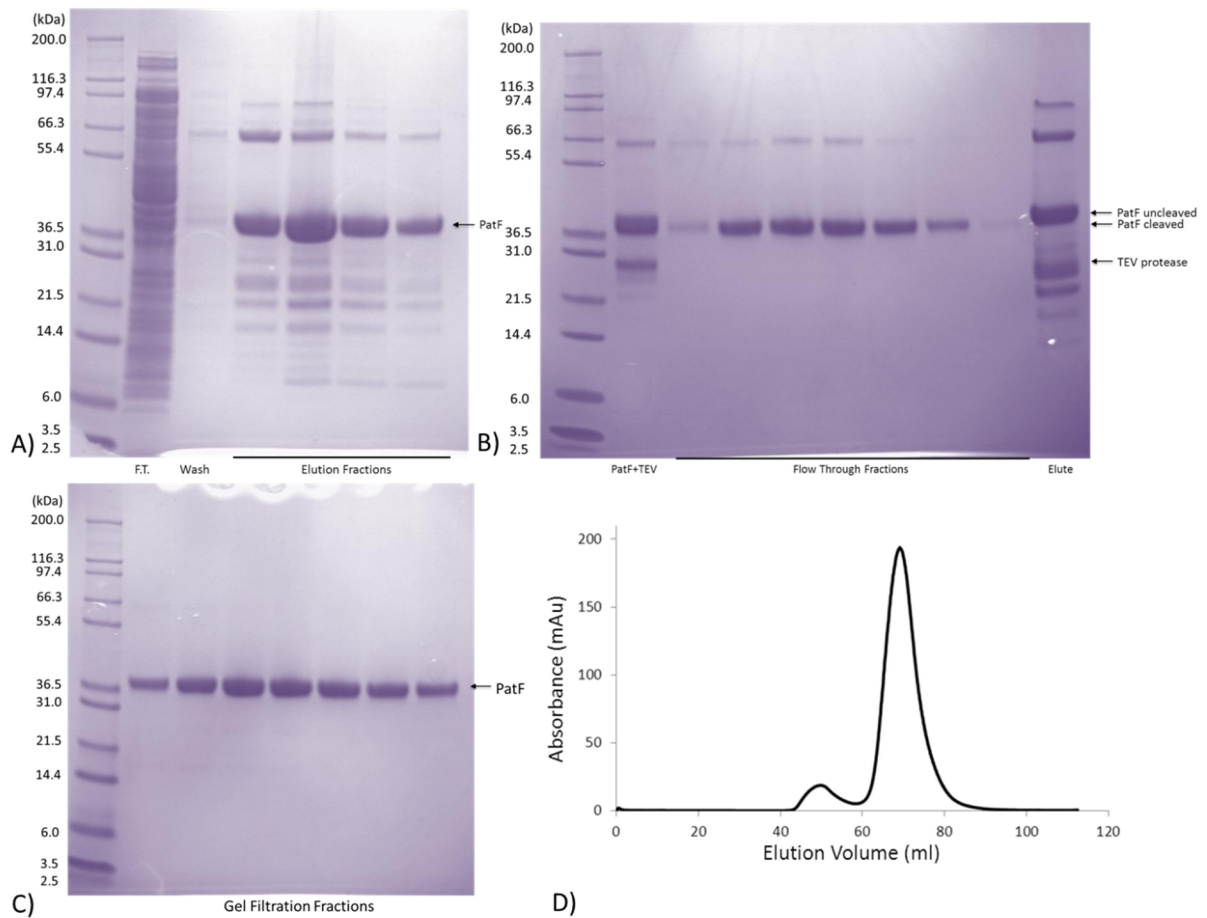 (kDa)
200.0
116.3
97.4
66.3
55.4
36.5
31.0
21.5
14.4
6.0
3.5
2.5
PatF
A)
F.T. Wash Elution Fractions
(kDa)
200.0
116.3
97.4
66.3
55.4
36.5
31.0
21.5
14.4
6.0
3.5
2.5
PatF uncleaved
PatF cleaved
TEV protease
B)
PatF+TEV Flow Through Fractions Elute
(kDa)
200.0
116.3
97.4
66.3
55.4
36.5
31.0
21.5
14.4
6.0
3.5
2.5
PatF
C)
Gel Filtration Fractions
200
150
100
50
0
Absorbance (mAu)
0 20 40 60 80 100 120
Elution Volume (ml)
D)